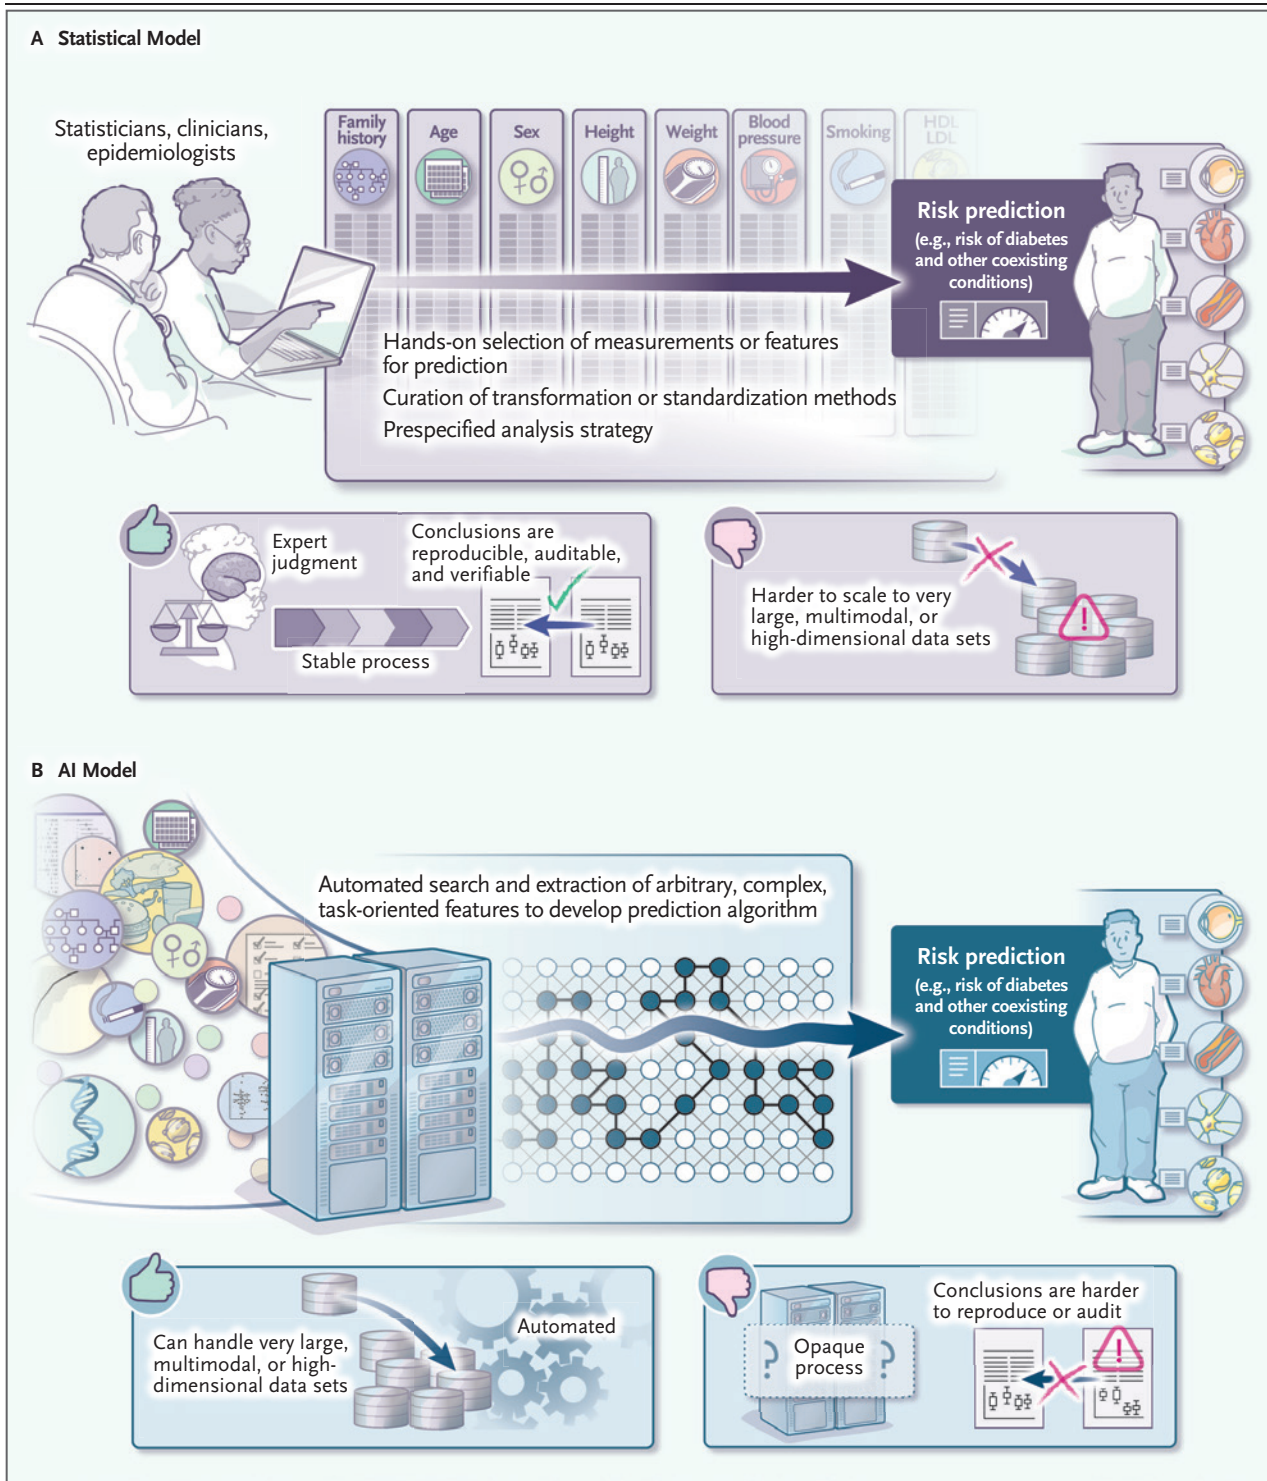 A Statistical Model
Statisticians, clinicians,
epidemiologists
Family
history
Age
Sex
Height
Weight
Blood
pressure
Smoking
HDL
LDL
Risk prediction
(e.g., risk of diabetes
and other coexisting
conditions)
Hands-on selection of measurements or features
for prediction
Curation of transformation or standardization methods
Prespecified analysis strategy
Expert
judgment
Conclusions are
reproducible, auditable,
and verifiable
Stable process
Harder to scale to very
large, multimodal, or
high-dimensional data sets
B AI Model
Automated search and extraction of arbitrary, complex,
task-oriented features to develop prediction algorithm
Risk prediction
(e.g., risk of diabetes
and other coexisting
conditions)
Can handle very large,
multimodal, or high-
dimensional data sets
Automated
Opaque
process
? ?
Conclusions are harder
to reproduce or audit